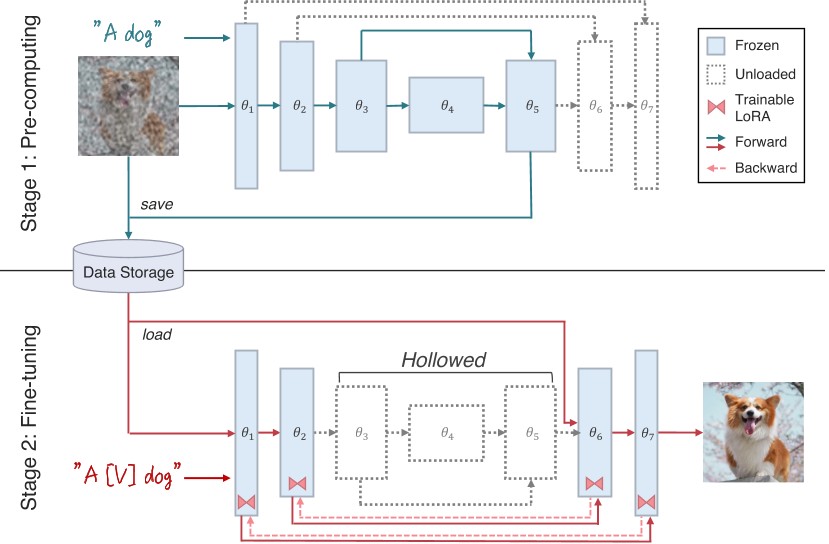 Stage 1: Pre-computing
"A dog"
θ1
θ2
θ3
θ4
θ5
θ6
θ7
Frozen
Unloaded
Trainable
LoRA
Forward
Backward
save
Data Storage
load
Stage 2: Fine-tuning
Hollowed
θ1
θ2
θ3
θ4
θ5
θ6
θ7
"A [V] dog"